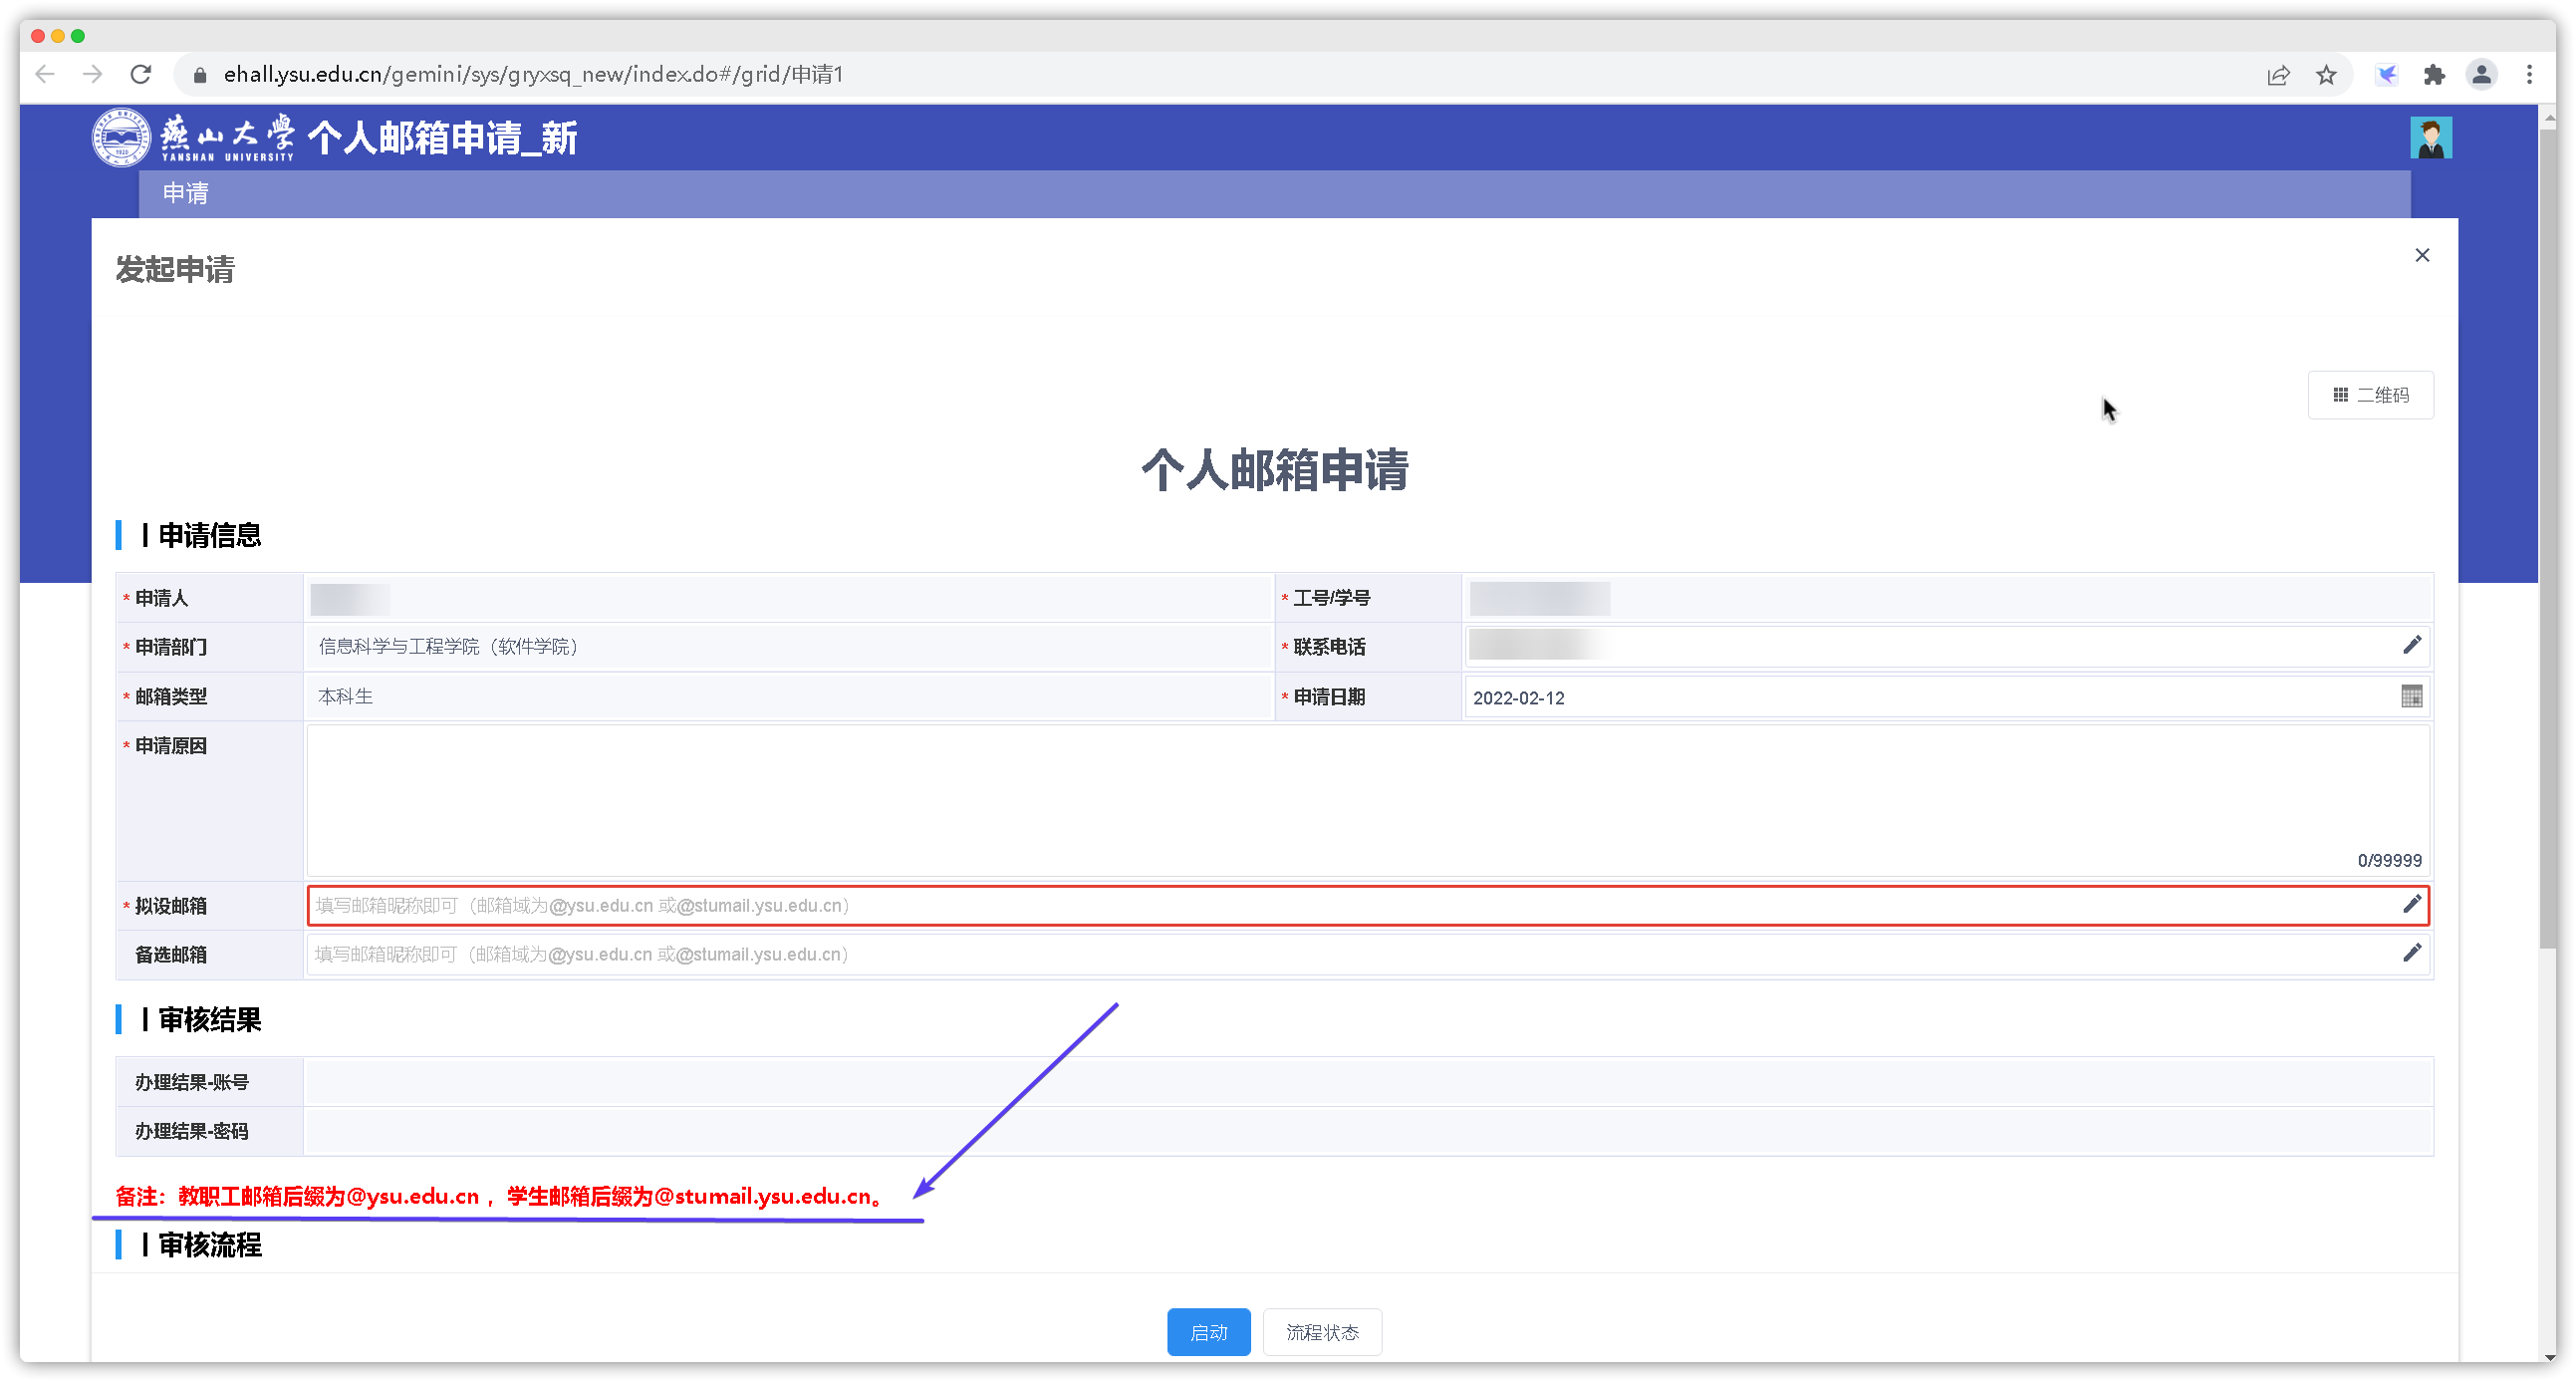 ehall.ysu.edu.cn/gemini/sys/gryxsq_new/index.do#/grid/申请1
燕山大学 个人邮箱申请_新
YANSHAN UNIVERSITY
申请
发起申请
二维码
个人邮箱申请
丨申请信息
* 申请人 * 工号/学号
* 申请部门 信息科学与工程学院（软件学院） * 联系电话
* 邮箱类型 本科生 * 申请日期 2022-02-12
* 申请原因
0/99999
* 拟设邮箱 填写邮箱昵称即可（邮箱域为@ysu.edu.cn 或@stumail.ysu.edu.cn）
备选邮箱 填写邮箱昵称即可（邮箱域为@ysu.edu.cn 或@stumail.ysu.edu.cn）
丨审核结果
办理结果-账号
办理结果-密码
备注：教职工邮箱后缀为@ysu.edu.cn ，学生邮箱后缀为@stumail.ysu.edu.cn。
丨审核流程
启动 流程状态